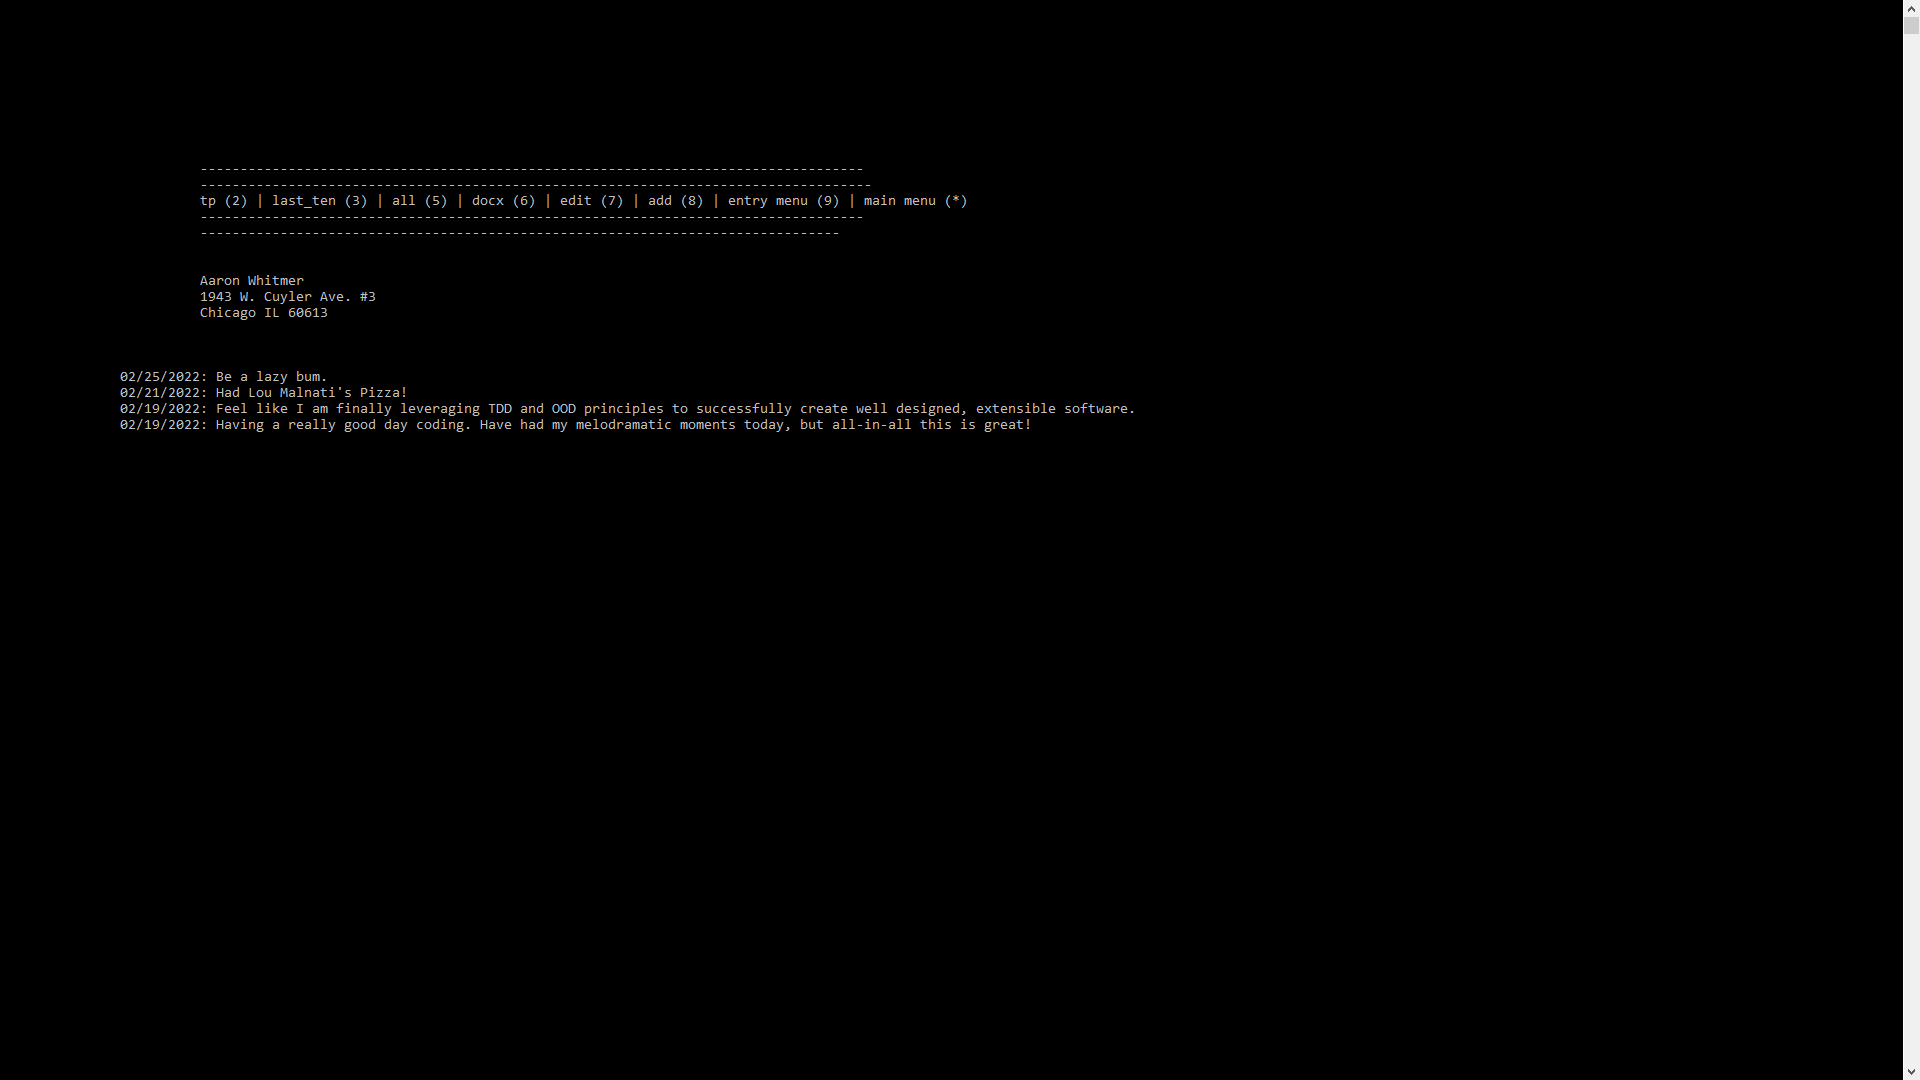 -----------------------------------------------------------------------------------
------------------------------------------------------------------------------------
tp (2) | last_ten (3) | all (5) | docx (6) | edit (7) | add (8) | entry menu (9) | main menu (*)
-----------------------------------------------------------------------------------
--------------------------------------------------------------------------------
Aaron Whitmer
1943 W. Cuyler Ave. #3
Chicago IL 60613
02/25/2022: Be a lazy bum.
02/21/2022: Had Lou Malnati's Pizza!
02/19/2022: Feel like I am finally leveraging TDD and OOD principles to successfully create well designed, extensible software.
02/19/2022: Having a really good day coding. Have had my melodramatic moments today, but all-in-all this is great!